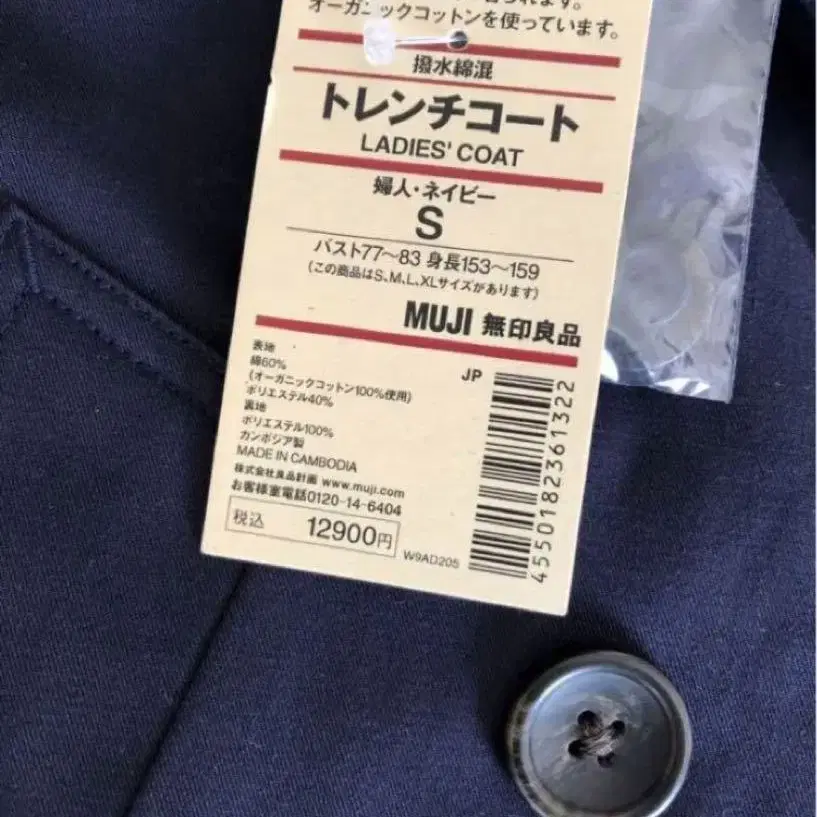 られます。
オーガニックコットンを使っています。
撥水綿混
トレンチコート
LADIES' COAT
婦人・ネイビー
S
バスト77〜83 身長153〜159
(この商品はS、M、L、XLサイズがあります)
MUJI 無印良品
JP
表地
綿60%
(オーガニックコットン100%使用)
ポリエステル40%
裏地
ポリエステル100%
カンボジア製
MADE IN CAMBODIA
株式会社良品計画 www.muji.com
お客様室電話0120-14-6404
税込 12900円
W9AD205
4550182361322